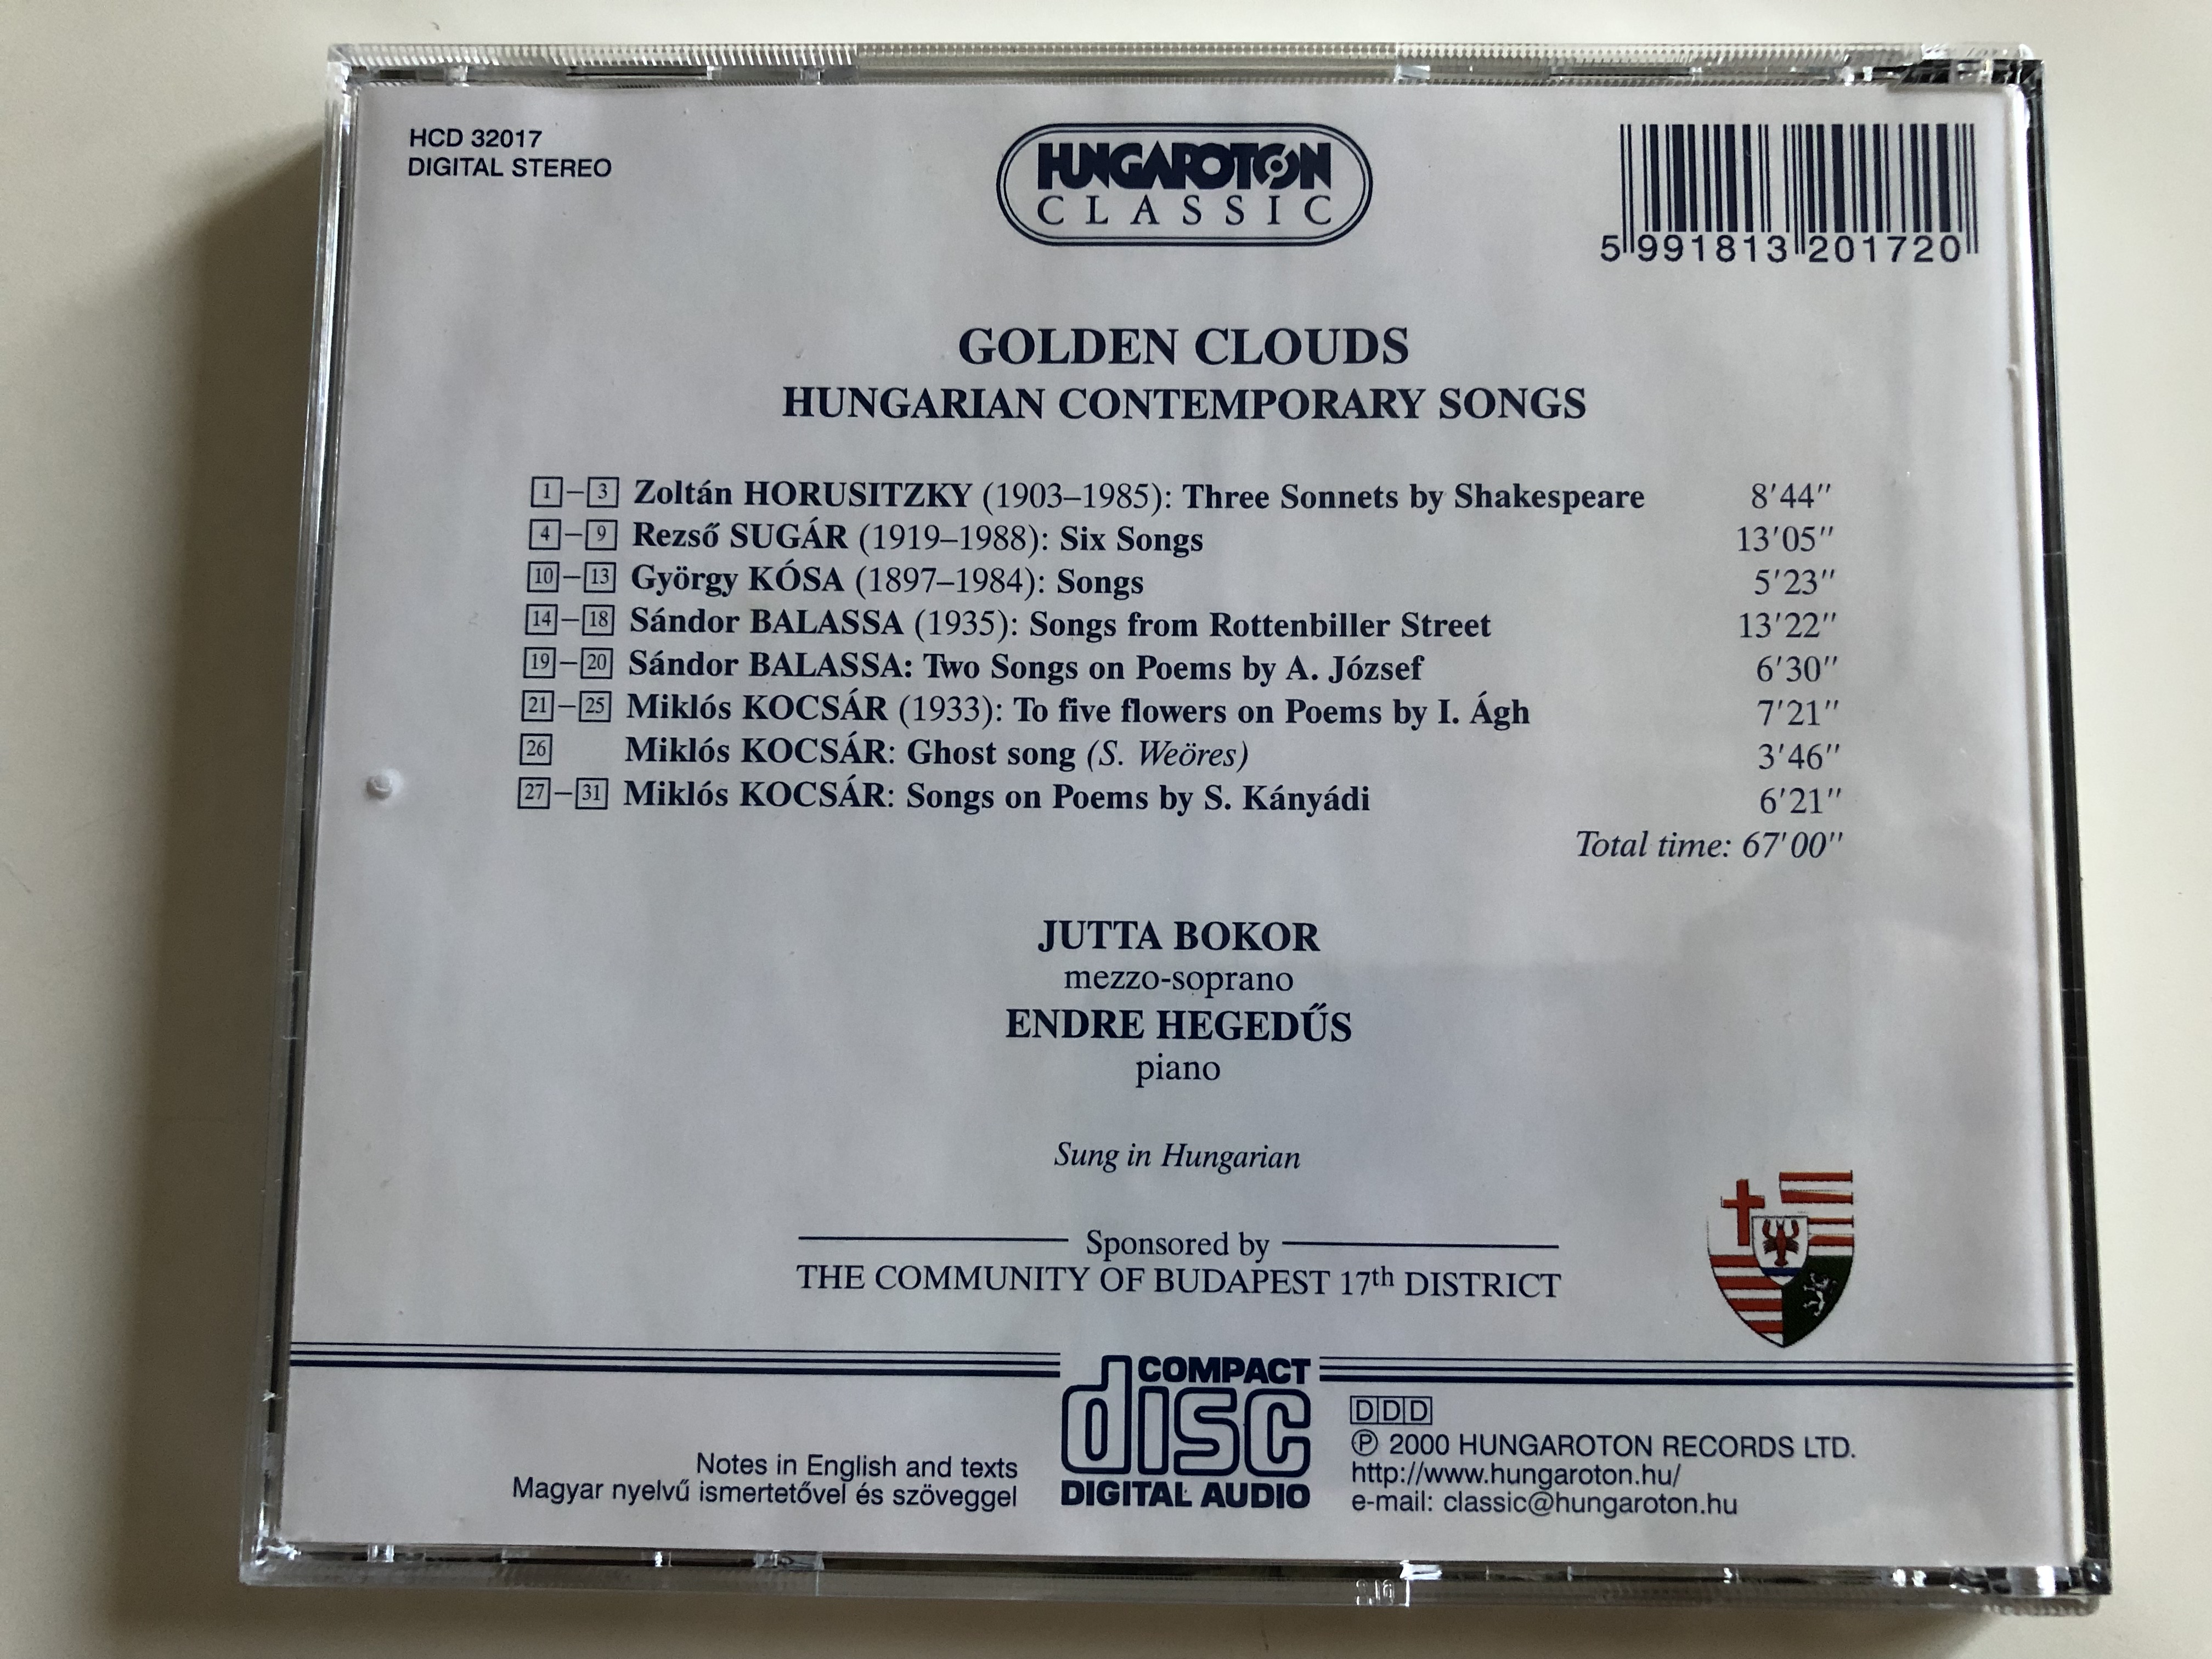 HCD 32017
DIGITAL STEREO
HUNGAROTON
CLASSIC
5 991813 201720
GOLDEN CLOUDS
HUNGARIAN CONTEMPORARY SONGS
1–3 Zoltán HORUSITZKY (1903–1985): Three Sonnets by Shakespeare 8'44"
4–9 Rezső SUGÁR (1919–1988): Six Songs 13'05"
10–13 György KÓSA (1897–1984): Songs 5'23"
14–18 Sándor BALASSA (1935): Songs from Rottenbiller Street 13'22"
19–20 Sándor BALASSA: Two Songs on Poems by A. József 6'30"
21–25 Miklós KOCSÁR (1933): To five flowers on Poems by I. Ágh 7'21"
26 Miklós KOCSÁR: Ghost song (S. Weöres) 3'46"
27–31 Miklós KOCSÁR: Songs on Poems by S. Kányádi 6'21"
Total time: 67'00"
JUTTA BOKOR
mezzo-soprano
ENDRE HEGEDŰS
piano
Sung in Hungarian
Sponsored by
THE COMMUNITY OF BUDAPEST 17th DISTRICT
COMPACT
disc
DIGITAL AUDIO
Notes in English and texts
Magyar nyelvű ismertetővel és szöveggel
DDD
℗ 2000 HUNGAROTON RECORDS LTD.
http://www.hungaroton.hu/
e-mail: classic@hungaroton.hu